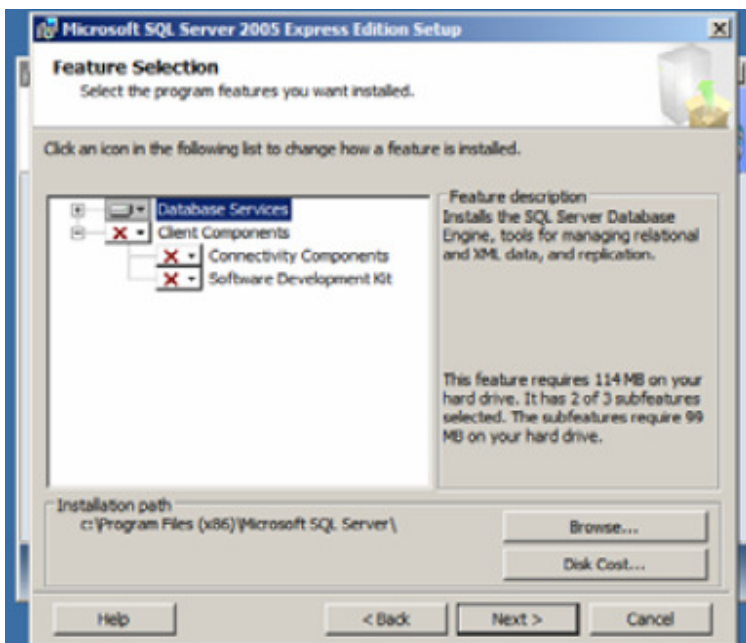 Microsoft SQL Server 2005 Express Edition Setup
Feature Selection
Select the program features you want installed.
Click an icon in the following list to change how a feature is installed.
Database Services
Client Components
Connectivity Components
Software Development Kit
Feature description
Installs the SQL Server Database
Engine, tools for managing relational
and XML data, and replication.
This feature requires 114 MB on your
hard drive. It has 2 of 3 subfeatures
selected. The subfeatures require 99
MB on your hard drive.
Installation path
c:\Program Files (x86)\Microsoft SQL Server\
Browse...
Disk Cost...
Help
< Back
Next >
Cancel